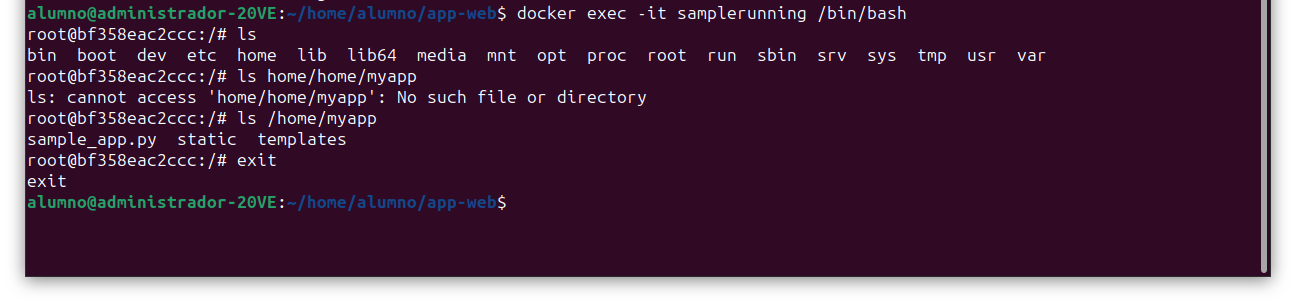 alumno@administrador-20VE:~/home/alumno/app-web$ docker exec -it samplerunning /bin/bash
root@bf358eac2ccc:/# ls
bin  boot  dev  etc  home  lib  lib64  media  mnt  opt  proc  root  run  sbin  srv  sys  tmp  usr  var
root@bf358eac2ccc:/# ls home/home/myapp
ls: cannot access 'home/home/myapp': No such file or directory
root@bf358eac2ccc:/# ls /home/myapp
sample_app.py  static  templates
root@bf358eac2ccc:/# exit
exit
alumno@administrador-20VE:~/home/alumno/app-web$